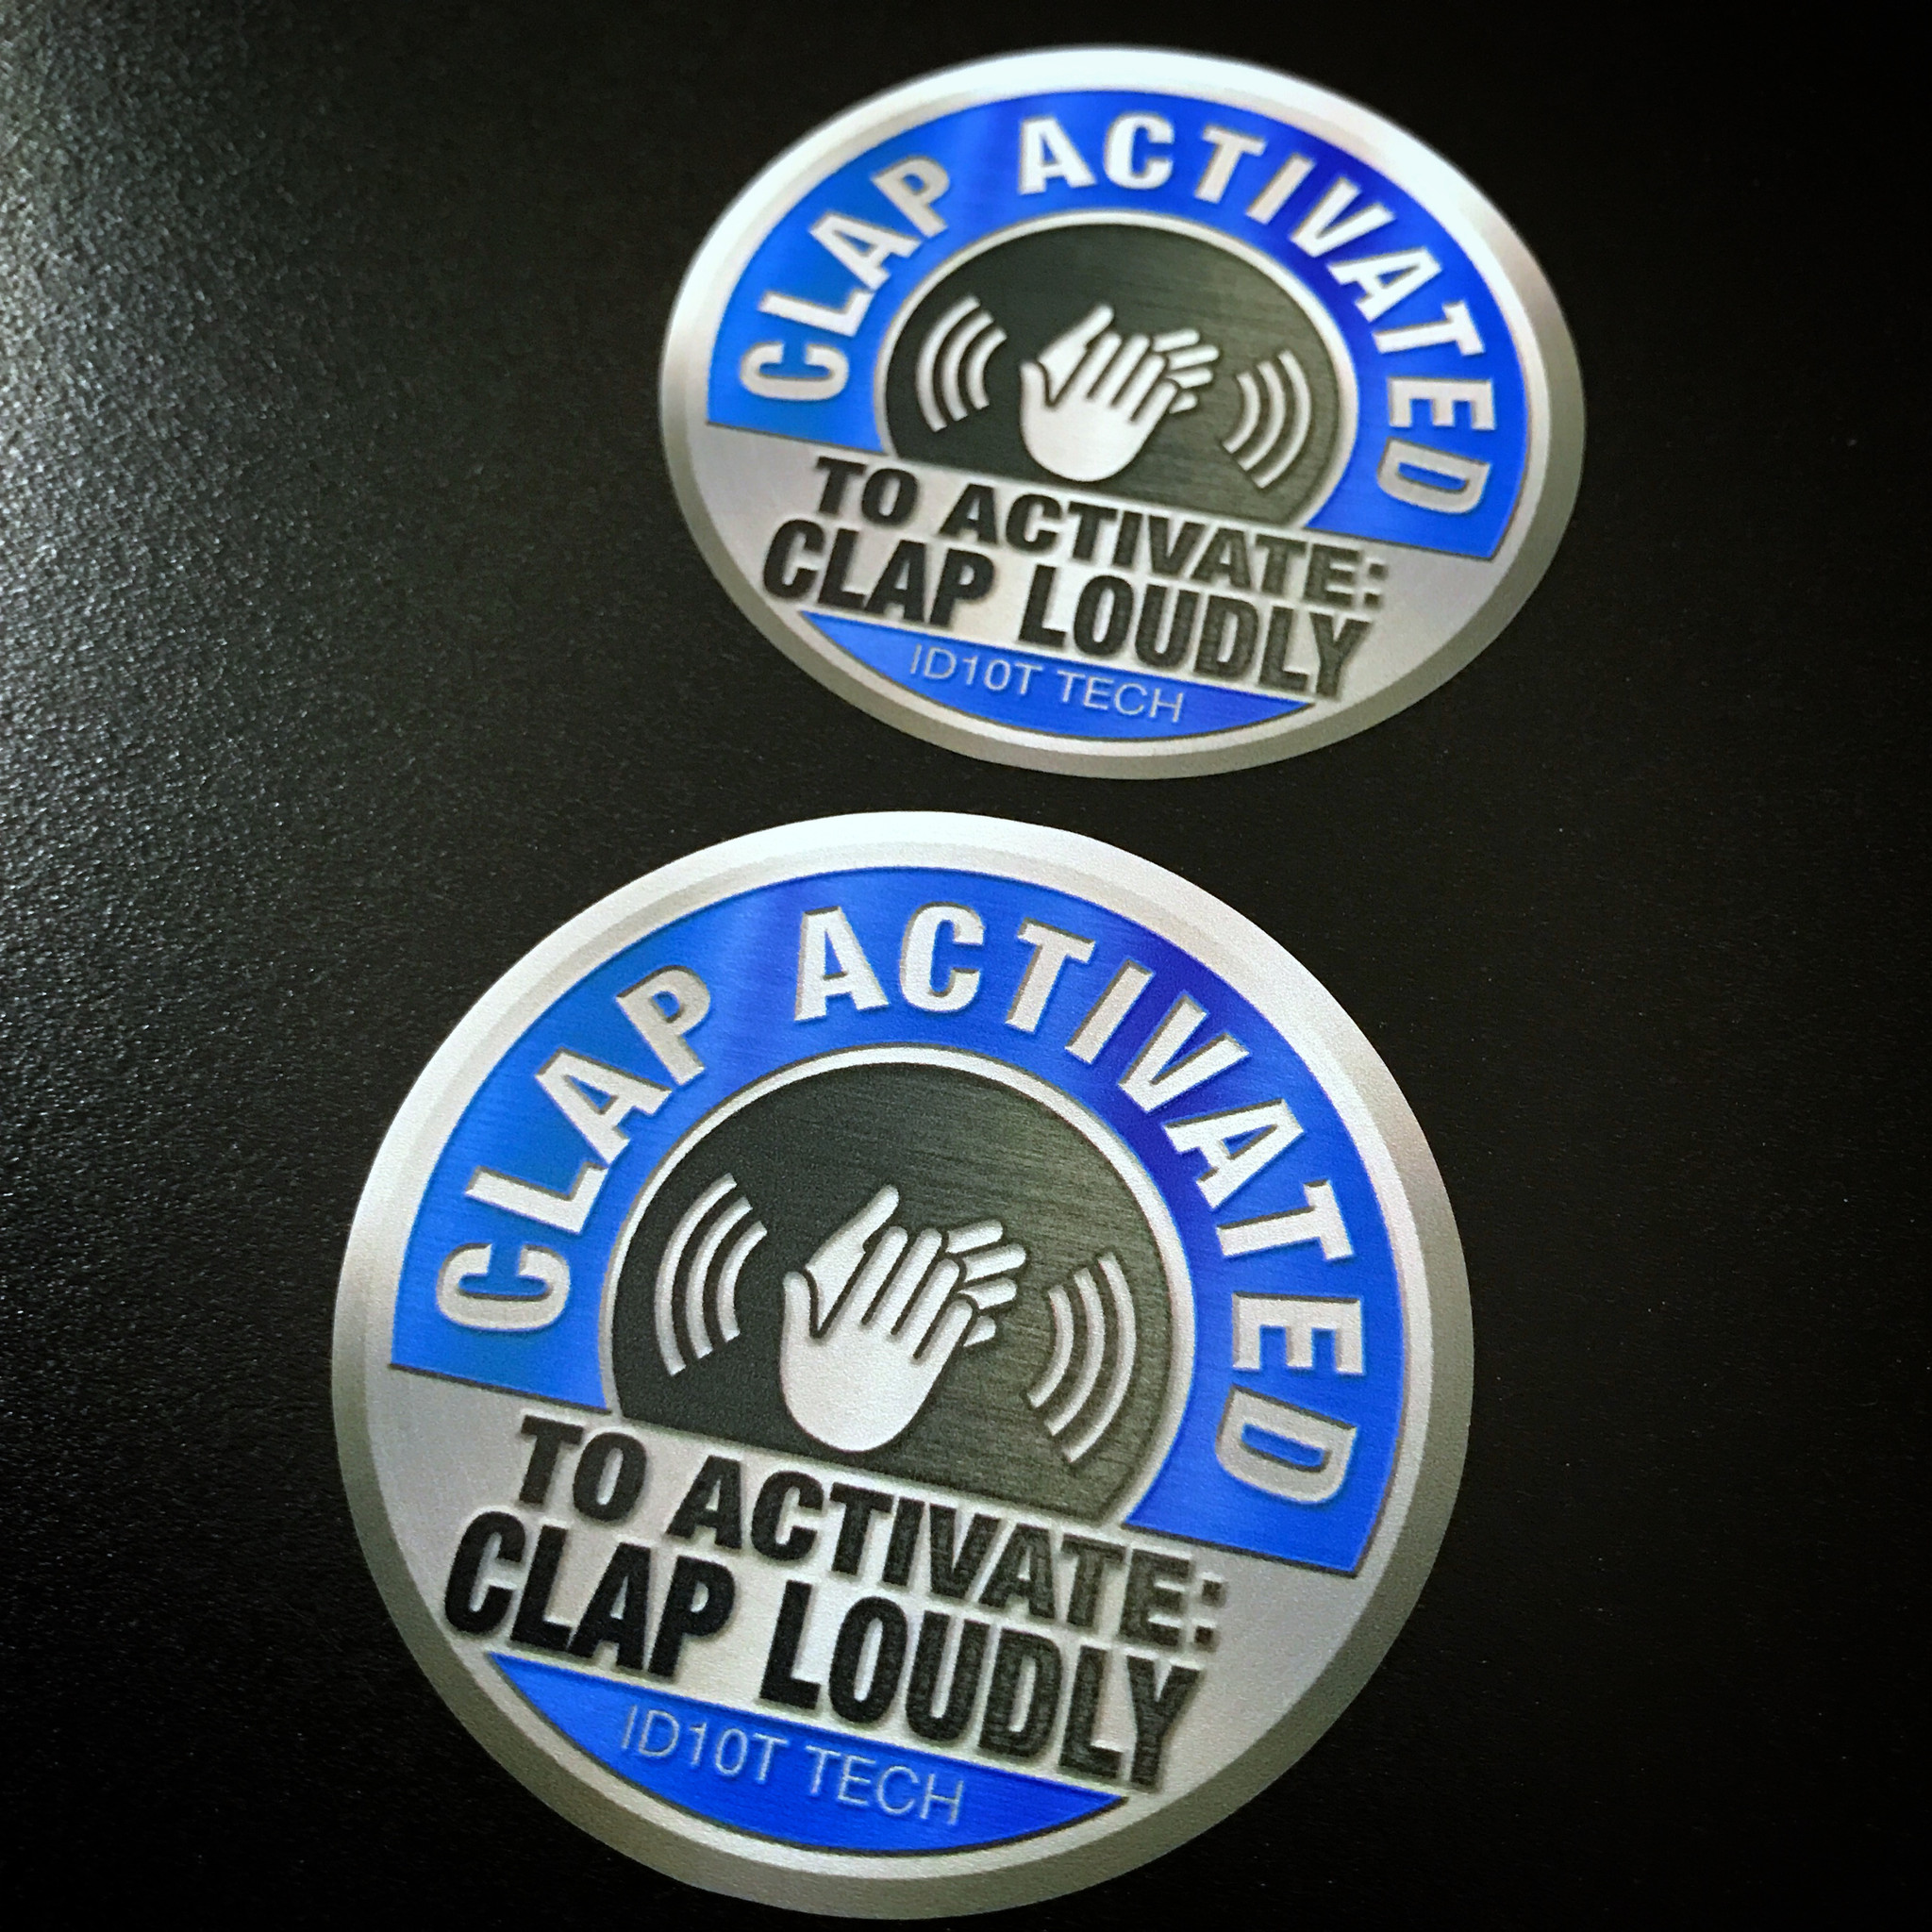 CLAP ACTIVATED
TO ACTIVATE:
CLAP LOUDLY
ID10T TECH
CLAP ACTIVATED
TO ACTIVATE:
CLAP LOUDLY
ID10T TECH